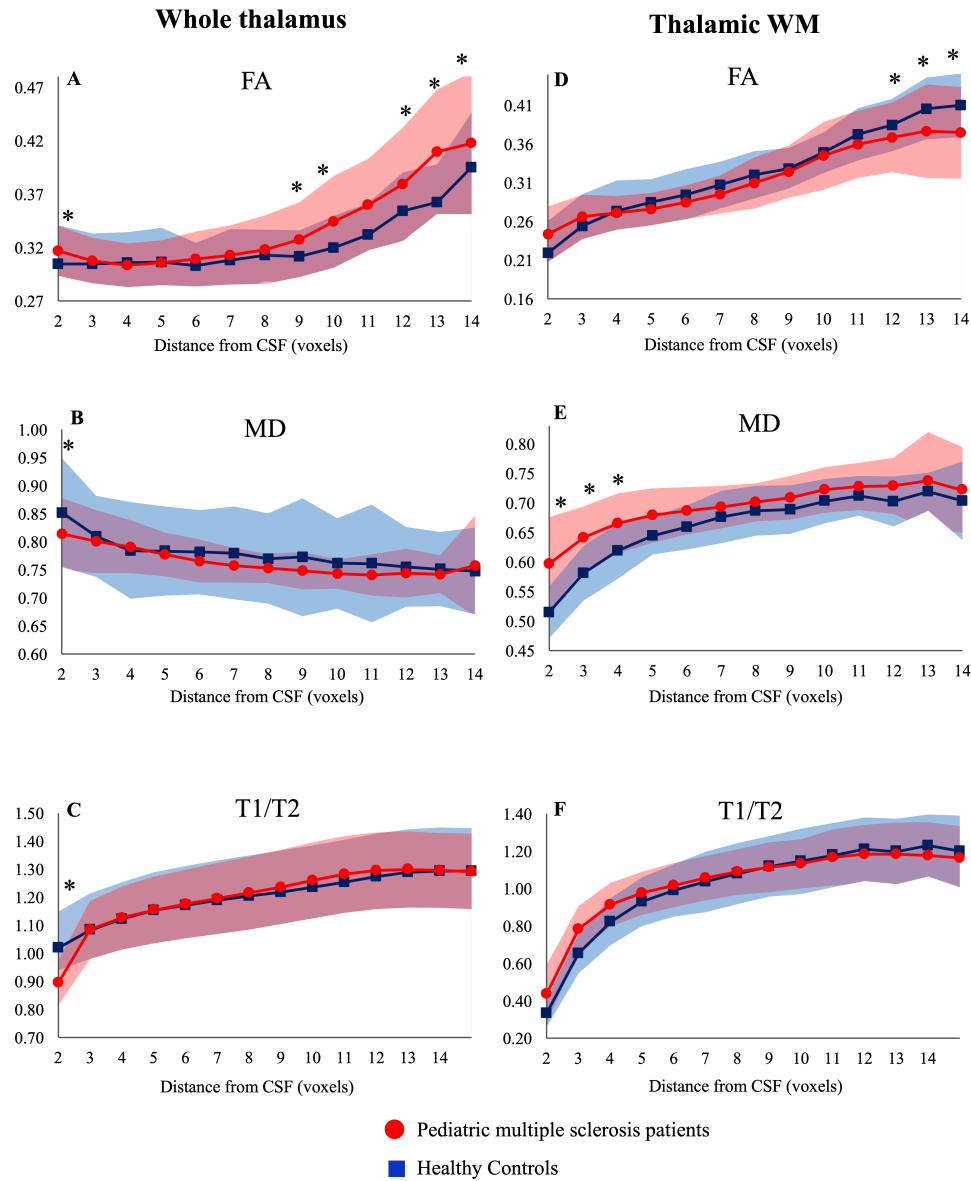 Whole thalamus
Thalamic WM
A
FA
* * * * * *
0.47
0.42
0.37
0.32
0.27
2 3 4 5 6 7 8 9 10 11 12 13 14
Distance from CSF (voxels)
D
FA
* * *
0.41
0.36
0.31
0.26
0.21
0.16
2 3 4 5 6 7 8 9 10 11 12 13 14
Distance from CSF (voxels)
B
MD
*
1.00
0.95
0.90
0.85
0.80
0.75
0.70
0.65
0.60
2 3 4 5 6 7 8 9 10 11 12 13 14
Distance from CSF (voxels)
E
MD
* * *
0.80
0.75
0.70
0.65
0.60
0.55
0.50
0.45
2 3 4 5 6 7 8 9 10 11 12 13 14
Distance from CSF (voxels)
C
T1/T2
*
1.50
1.40
1.30
1.20
1.10
1.00
0.90
0.80
0.70
2 3 4 5 6 7 8 9 10 11 12 13 14
Distance from CSF (voxels)
F
T1/T2
1.40
1.20
1.00
0.80
0.60
0.40
0.20
2 3 4 5 6 7 8 9 10 11 12 13 14
Distance from CSF (voxels)
Pediatric multiple sclerosis patients
Healthy Controls